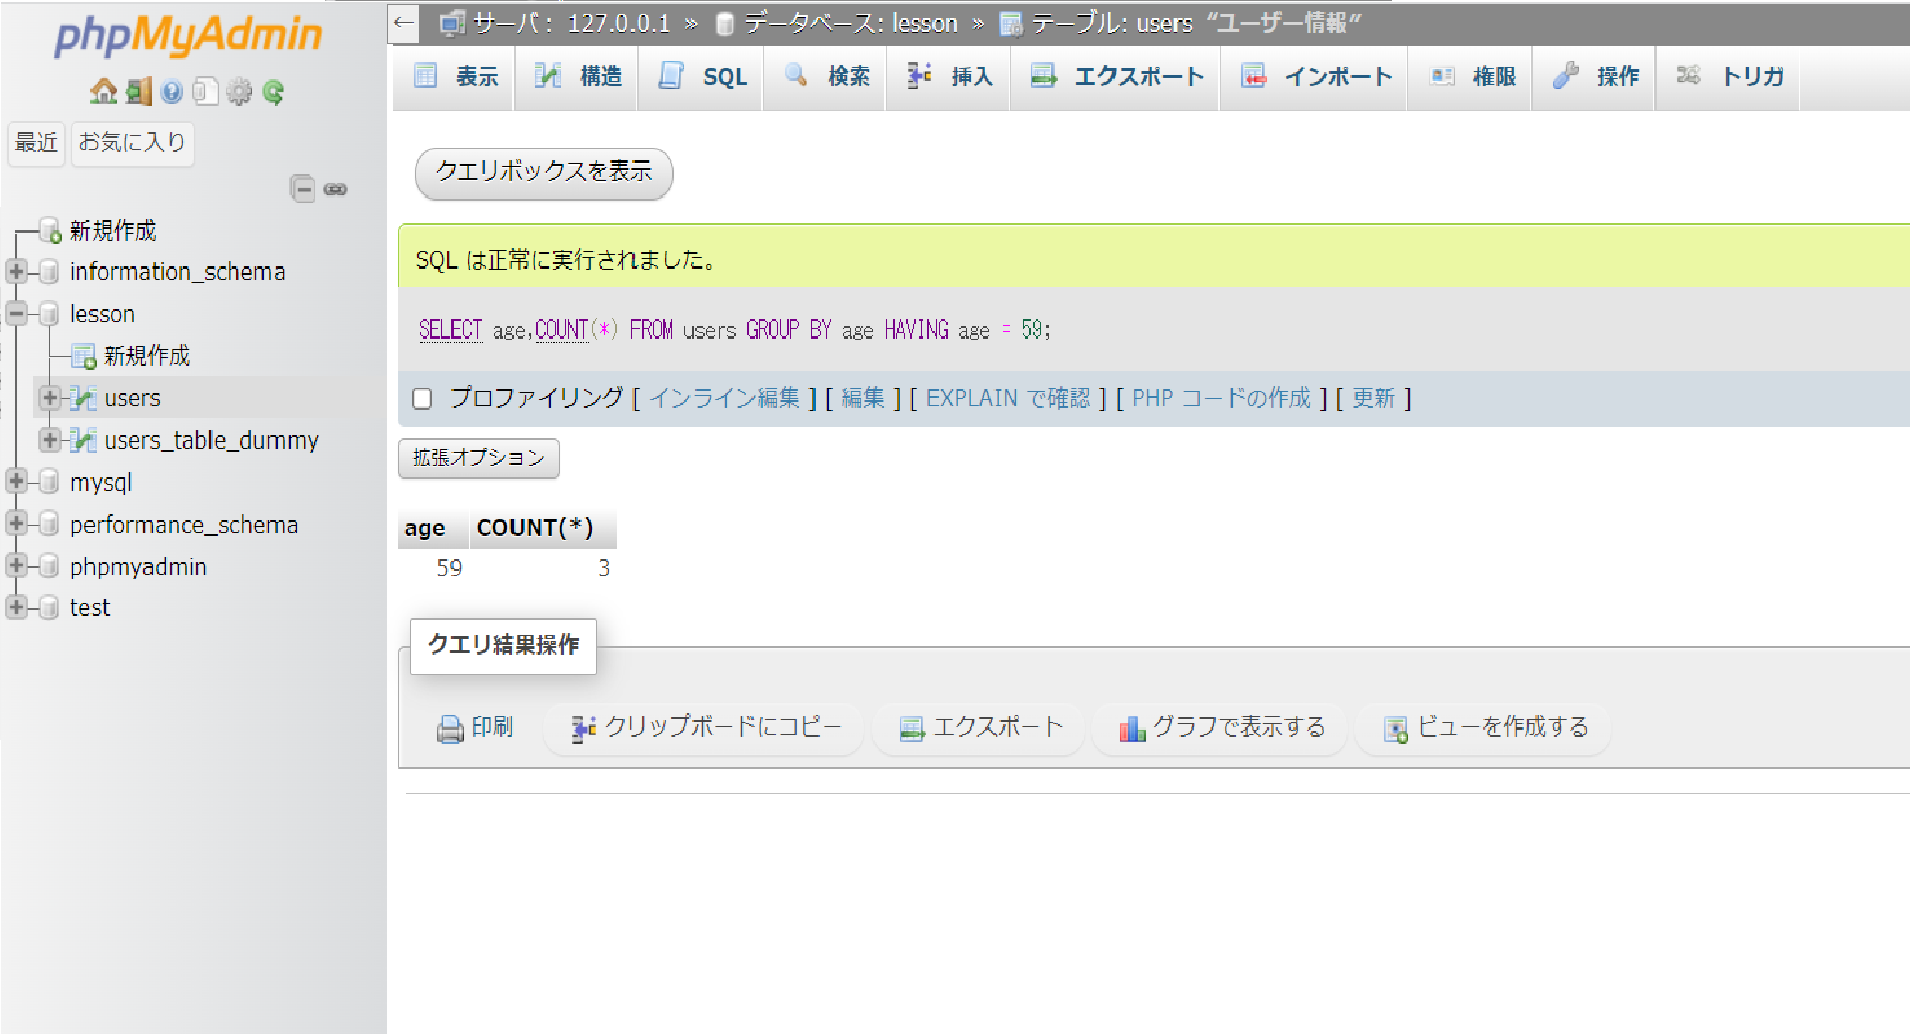 phpMyAdmin
最近 お気に入り
新規作成
information_schema
lesson
新規作成
users
users_table_dummy
mysql
performance_schema
phpmyadmin
test
← サーバ: 127.0.0.1 » データベース: lesson » テーブル: users “ユーザー情報”
表示 構造 SQL 検索 挿入 エクスポート インポート 権限 操作 トリガ
クエリボックスを表示
SQL は正常に実行されました。
SELECT age,COUNT(*) FROM users GROUP BY age HAVING age = 59;
プロファイリング [ インライン編集 ] [ 編集 ] [ EXPLAIN で確認 ] [ PHP コードの作成 ] [ 更新 ]
拡張オプション
age COUNT(*)
59 3
クエリ結果操作
印刷 クリップボードにコピー エクスポート グラフで表示する ビューを作成する